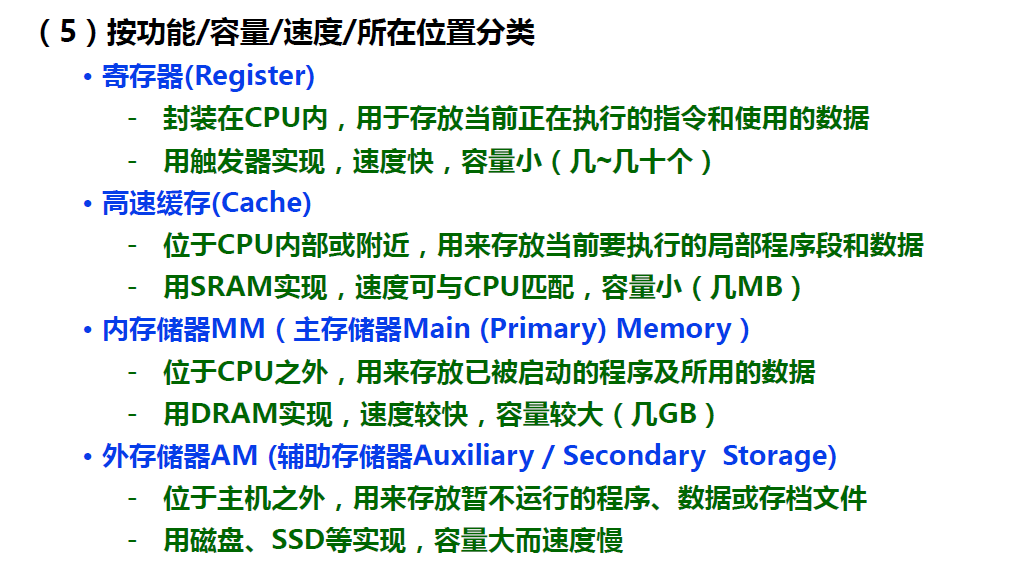 （5）按功能/容量/速度/所在位置分类
• 寄存器(Register)
- 封装在CPU内，用于存放当前正在执行的指令和使用的数据
- 用触发器实现，速度快，容量小（几~几十个）
• 高速缓存(Cache)
- 位于CPU内部或附近，用来存放当前要执行的局部程序段和数据
- 用SRAM实现，速度可与CPU匹配，容量小（几MB）
• 内存储器MM（主存储器Main (Primary) Memory）
- 位于CPU之外，用来存放已被启动的程序及所用的数据
- 用DRAM实现，速度较快，容量较大（几GB）
• 外存储器AM (辅助存储器Auxiliary / Secondary Storage)
- 位于主机之外，用来存放暂不运行的程序、数据或存档文件
- 用磁盘、SSD等实现，容量大而速度慢